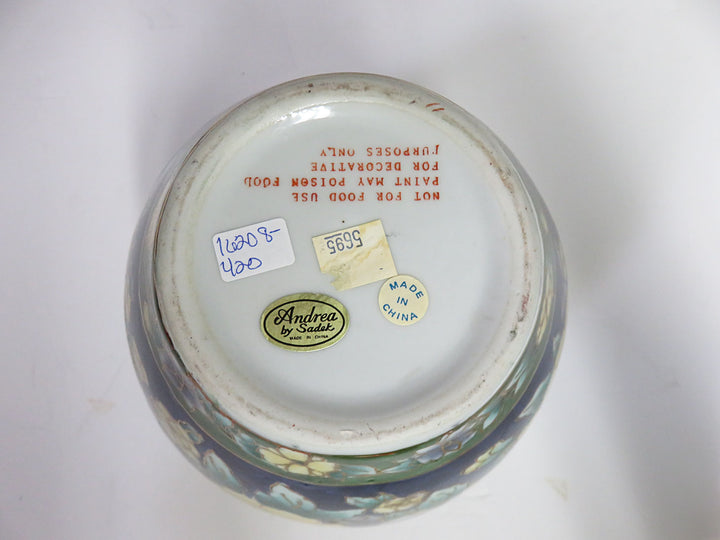 NOT FOR FOOD USE
PAINT MAY POISON FOOD
FOR DECORATIVE
PURPOSES ONLY
16208-
420
5695
MADE
IN
CHINA
Andrea
by Sadek
MADE IN CHINA